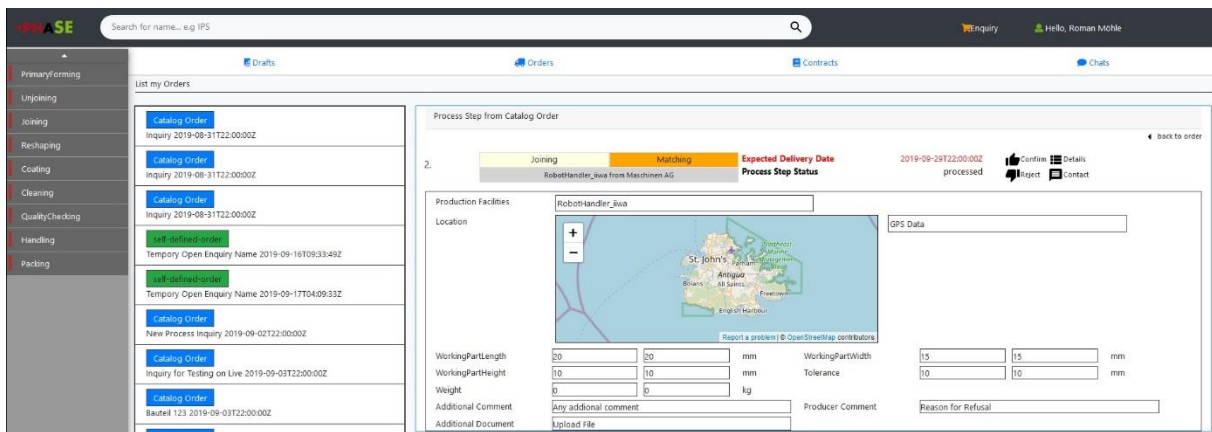 +PHASE
Search for name... e.g IPS
Enquiry
Hello, Roman Möhle
PrimaryForming
Unjoining
Joining
Reshaping
Coating
Cleaning
QualityChecking
Handling
Packing
Drafts
Orders
Contracts
Chats
List my Orders
Catalog Order
Inquiry 2019-08-31T22:00:00Z
Catalog Order
Inquiry 2019-08-31T22:00:00Z
Catalog Order
Inquiry 2019-08-31T22:00:00Z
self-defined-order
Tempory Open Enquiry Name 2019-09-16T09:33:49Z
self-defined-order
Tempory Open Enquiry Name 2019-09-17T04:09:33Z
Catalog Order
New Process Inquiry 2019-09-02T22:00:00Z
Catalog Order
Inquiry for Testing on Live 2019-09-03T22:00:00Z
Catalog Order
Bauteil 123 2019-09-03T22:00:00Z
Process Step from Catalog Order
back to order
2.
Joining
Matching
RobotHandler_iiwa from Maschinen AG
Expected Delivery Date 2019-09-29T22:00:00Z
Process Step Status processed
Confirm Details
Reject Contact
Production Facilities RobotHandler_iiwa
Location
+
−
St. John's
Parham
Antigua
Bolans All Saints
Freetown
English Harbour
Report a problem | © OpenStreetMap contributors
GPS Data
WorkingPartLength 20 20 mm WorkingPartWidth 15 15 mm
WorkingPartHeight 10 10 mm Tolerance 10 10 mm
Weight 0 0 kg
Additional Comment Any addional comment Producer Comment Reason for Refusal
Additional Document Upload File